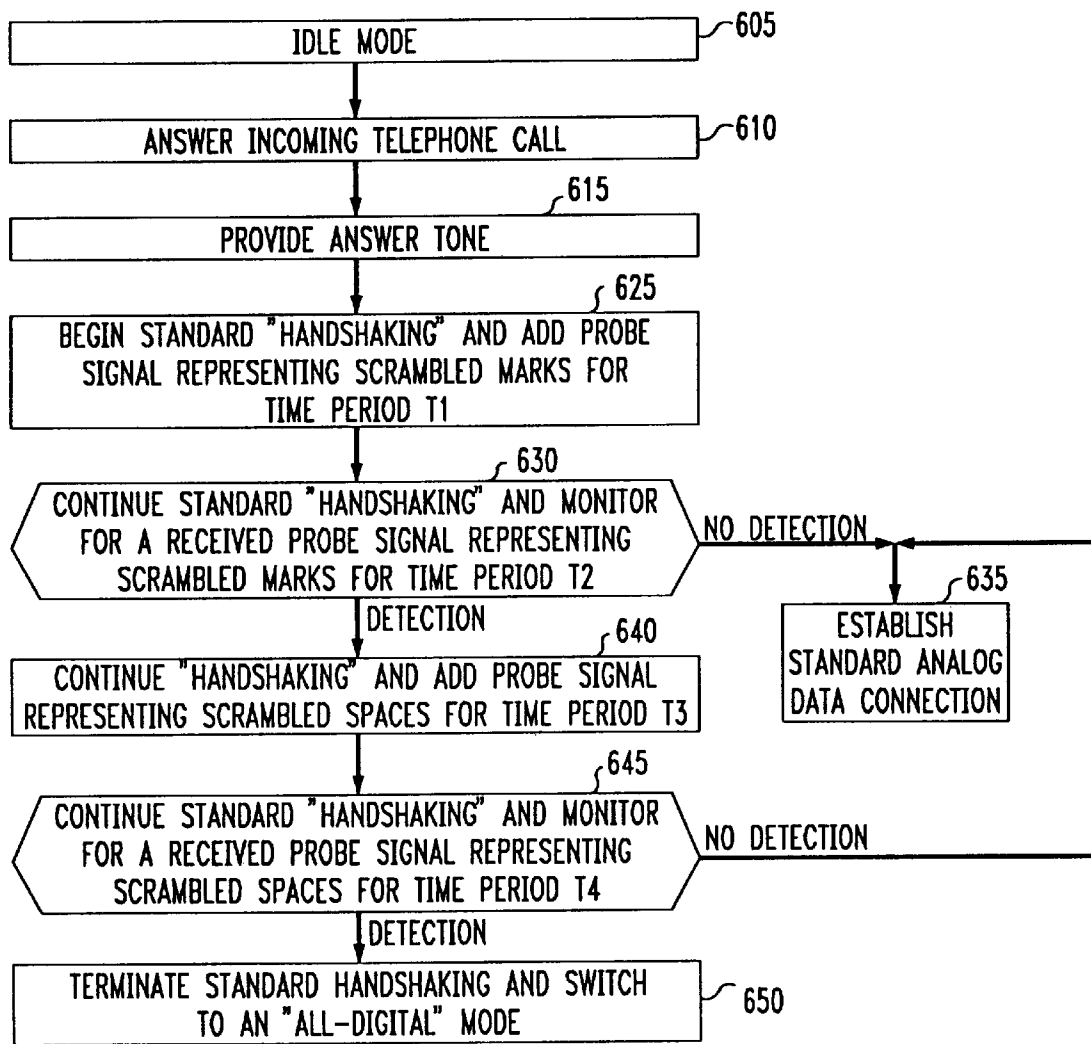 605
IDLE MODE
610
ANSWER INCOMING TELEPHONE CALL
615
PROVIDE ANSWER TONE
625
BEGIN STANDARD "HANDSHAKING" AND ADD PROBE
SIGNAL REPRESENTING SCRAMBLED MARKS FOR
TIME PERIOD T1
630
CONTINUE STANDARD "HANDSHAKING" AND MONITOR
FOR A RECEIVED PROBE SIGNAL REPRESENTING
SCRAMBLED MARKS FOR TIME PERIOD T2
NO DETECTION
635
ESTABLISH
STANDARD ANALOG
DATA CONNECTION
DETECTION
640
CONTINUE "HANDSHAKING" AND ADD PROBE SIGNAL
REPRESENTING SCRAMBLED SPACES FOR TIME PERIOD T3
645
CONTINUE STANDARD "HANDSHAKING" AND MONITOR
FOR A RECEIVED PROBE SIGNAL REPRESENTING
SCRAMBLED SPACES FOR TIME PERIOD T4
NO DETECTION
DETECTION
TERMINATE STANDARD HANDSHAKING AND SWITCH
TO AN "ALL-DIGITAL" MODE
650